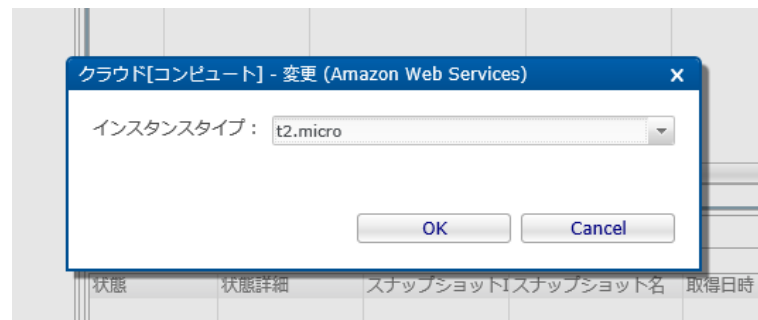 クラウド[コンピュート] - 変更 (Amazon Web Services) x
インスタンスタイプ： t2.micro
OK Cancel
状態 状態詳細 スナップショットI スナップショット名 取得日時